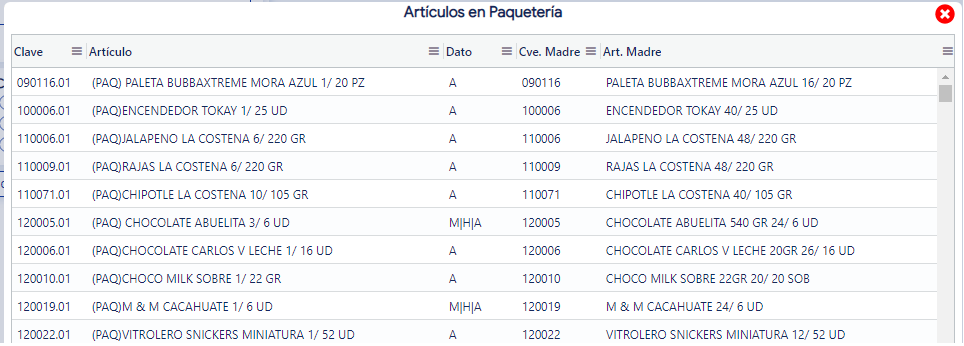 Artículos en Paquetería
Clave Artículo Dato Cve. Madre Art. Madre
090116.01 (PAQ) PALETA BUBBAXTREME MORA AZUL 1/ 20 PZ A 090116 PALETA BUBBAXTREME MORA AZUL 16/ 20 PZ
100006.01 (PAQ)ENCENDEDOR TOKAY 1/ 25 UD A 100006 ENCENDEDOR TOKAY 40/ 25 UD
110006.01 (PAQ)JALAPENO LA COSTENA 6/ 220 GR A 110006 JALAPENO LA COSTENA 48/ 220 GR
110009.01 (PAQ)RAJAS LA COSTENA 6/ 220 GR A 110009 RAJAS LA COSTENA 48/ 220 GR
110071.01 (PAQ)CHIPOTLE LA COSTENA 10/ 105 GR A 110071 CHIPOTLE LA COSTENA 40/ 105 GR
120005.01 (PAQ) CHOCOLATE ABUELITA 3/ 6 UD M|H|A 120005 CHOCOLATE ABUELITA 540 GR 24/ 6 UD
120006.01 (PAQ)CHOCOLATE CARLOS V LECHE 1/ 16 UD A 120006 CHOCOLATE CARLOS V LECHE 20GR 26/ 16 UD
120010.01 (PAQ)CHOCO MILK SOBRE 1/ 22 GR A 120010 CHOCO MILK SOBRE 22GR 20/ 20 SOB
120019.01 (PAQ)M & M CACAHUATE 1/ 6 UD M|H|A 120019 M & M CACAHUATE 24/ 6 UD
120022.01 (PAQ)VITROLERO SNICKERS MINIATURA 1/ 52 UD A 120022 VITROLERO SNICKERS MINIATURA 12/ 52 UD